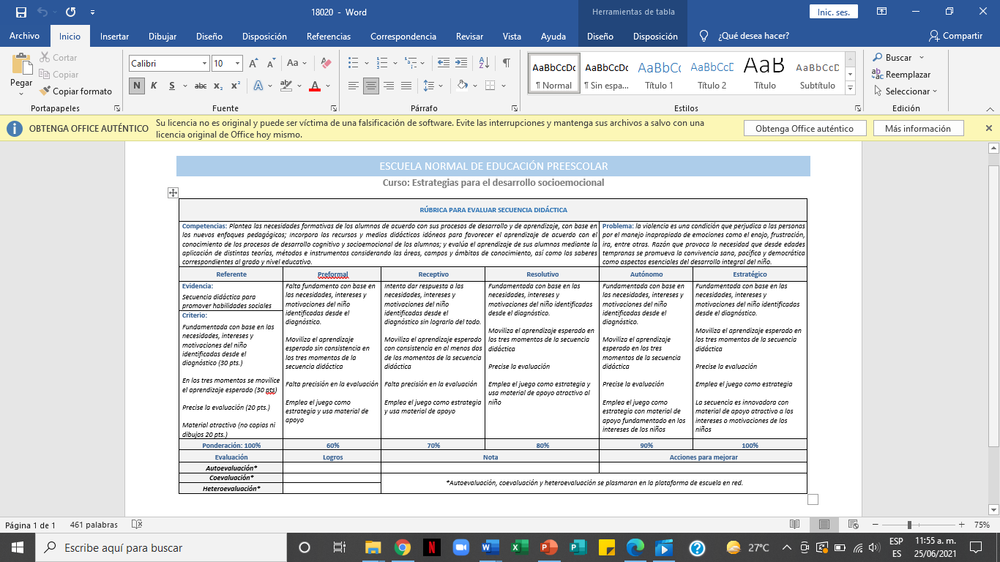 18020 - Word
Herramientas de tabla
Inic. ses.
Archivo Inicio Insertar Dibujar Diseño Disposición Referencias Correspondencia Revisar Vista Ayuda Diseño Disposición ¿Qué desea hacer? Compartir
Pegar
Cortar
Copiar
Copiar formato
Portapapeles
Calibri 10
N K S abc x₂ x²
Fuente
Párrafo
AaBbCcDc AaBbCcDc AaBbCc AaBbCcD AaB AaBbCcD
¶ Normal ¶ Sin espa... Título 1 Título 2 Título Subtítulo
Estilos
Buscar
Reemplazar
Seleccionar
Edición
OBTENGA OFFICE AUTÉNTICO
Su licencia no es original y puede ser víctima de una falsificación de software. Evite las interrupciones y mantenga sus archivos a salvo con una
licencia original de Office hoy mismo.
Obtenga Office auténtico
Más información
ESCUELA NORMAL DE EDUCACIÓN PREESCOLAR
Curso: Estrategias para el desarrollo socioemocional
RÚBRICA PARA EVALUAR SECUENCIA DIDÁCTICA
Competencias: Plantea las necesidades formativas de los alumnos de acuerdo con sus procesos de desarrollo y de aprendizaje, con base en
los nuevos enfoques pedagógicos; Incorpora los recursos y medios didácticos idóneos para favorecer el aprendizaje de acuerdo con el
conocimiento de los procesos de desarrollo cognitivo y socioemocional de los alumnos; y evalúa el aprendizaje de sus alumnos mediante la
aplicación de distintas teorías, métodos e instrumentos considerando las áreas, campos y ámbitos de conocimiento, así como los saberes
correspondientes al grado y nivel educativo.
Problema: la violencia es una condición que perjudica a las personas
por el manejo inapropiado de emociones como el enojo, frustración,
ira, entre otras. Razón que provoca la necesidad que desde edades
tempranas se promueva la convivencia sana, pacífica y democrática
como aspectos esenciales del desarrollo integral del niño.
Referente Preformal Receptivo Resolutivo Autónomo Estratégico
Evidencia:
Secuencia didáctica para
promover habilidades sociales
Criterio:
Fundamentada con base en las
necesidades, intereses y
motivaciones del niño
identificadas desde el
diagnóstico (30 pts.)
En los tres momentos se movilice
el aprendizaje esperado (30 pts)
Precise la evaluación (20 pts.)
Material atractivo (no copias ni
dibujos 20 pts.)
Falta fundamento con base en
las necesidades, intereses y
motivaciones del niño
identificadas desde el
diagnóstico.
Moviliza el aprendizaje
esperado sin consistencia en
los tres momentos de la
secuencia didáctica
Falta precisión en la evaluación
Emplea el juego como
estrategia y usa material de
apoyo
Intenta dar respuesta a las
necesidades, intereses y
motivaciones del niño
identificadas desde el
diagnóstico sin lograrlo del todo.
Moviliza el aprendizaje esperado
con consistencia en al menos dos
de los momentos de la secuencia
didáctica
Falta precisión en la evaluación
Emplea el juego como estrategia
y usa material de apoyo
Fundamentada con base en las
necesidades, intereses y
motivaciones del niño identificadas
desde el diagnóstico.
Moviliza el aprendizaje esperado en
los tres momentos de la secuencia
didáctica
Precise la evaluación
Emplea el juego como estrategia y
usa material de apoyo atractivo al
niño
Fundamentada con base en las
necesidades, intereses y
motivaciones del niño
identificadas desde el
diagnóstico.
Moviliza el aprendizaje
esperado en los tres
momentos de la secuencia
didáctica
Precise la evaluación
Emplea el juego como
estrategia con material de
apoyo fundamentado en los
intereses de los niños
Fundamentada con base en las
necesidades, intereses y
motivaciones del niño identificadas
desde el diagnóstico.
Moviliza el aprendizaje esperado en
los tres momentos de la secuencia
didáctica
Precise la evaluación
Emplea el juego como estrategia
La secuencia es innovadora con
material de apoyo atractivo a los
intereses o motivaciones de los
niños
Ponderación: 100% 60% 70% 80% 90% 100%
Evaluación Logros Nota Acciones para mejorar
Autoevaluación*
Coevaluación*
Heteroevaluación*
*Autoevaluación, coevaluación y heteroevaluación se plasmaran en la plataforma de escuela en red.
Página 1 de 1 461 palabras
75%
Escribe aquí para buscar
27°C
ESP
ES
11:55 a. m.
25/06/2021